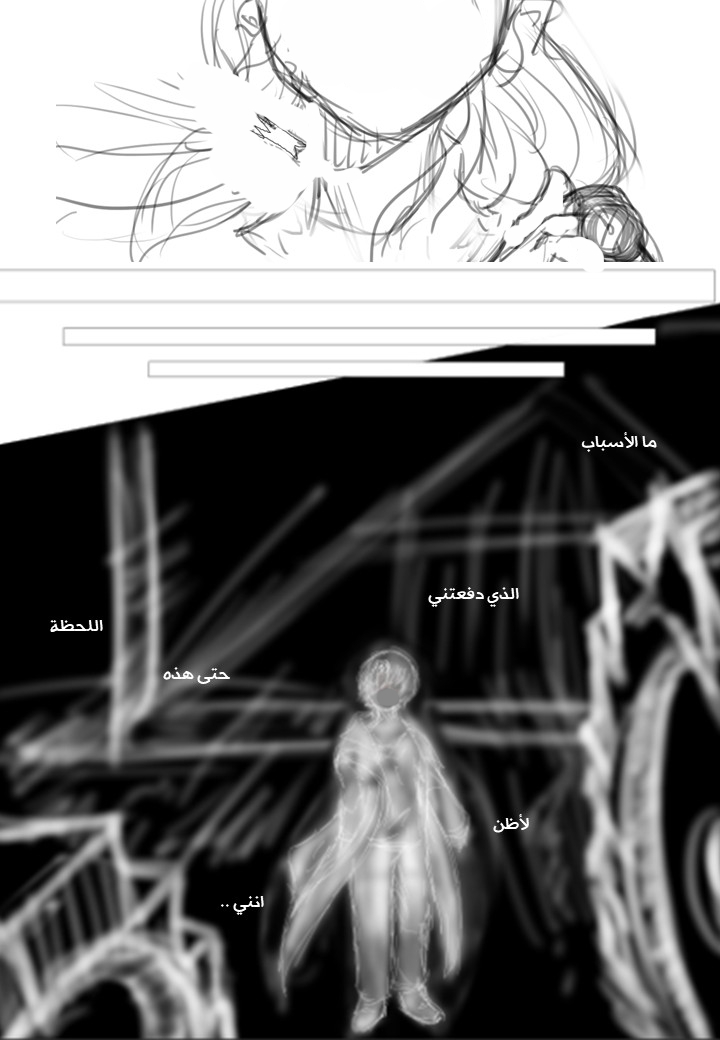 ما الأسباب
الذي دفعتني
لأظن
انني ..
حتى هذه
اللحظة